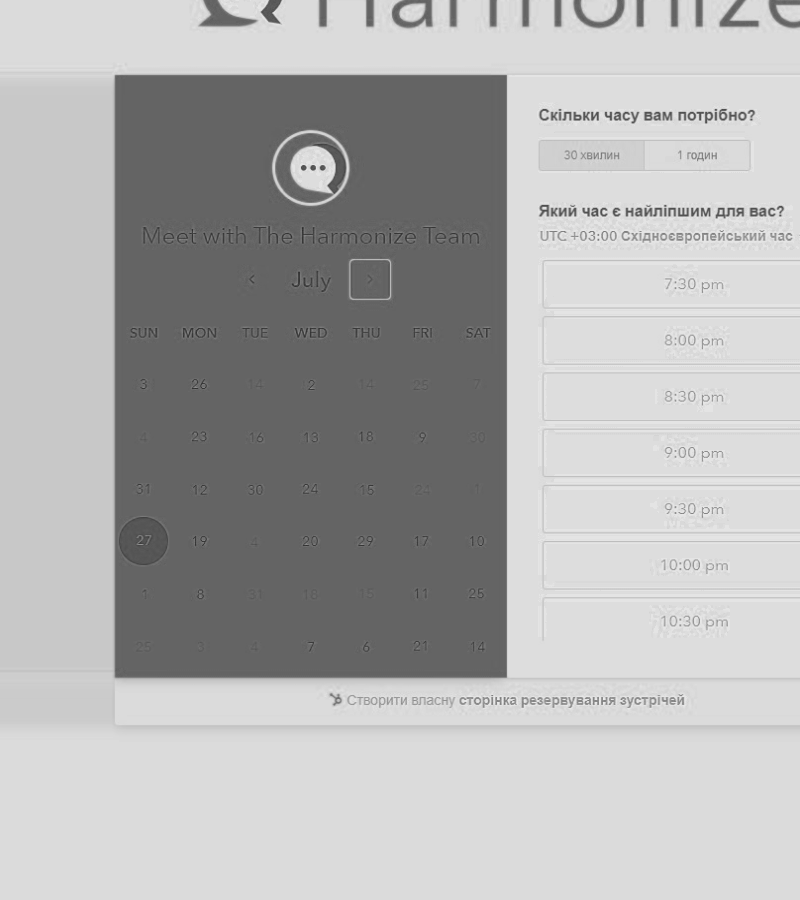 Harmonize
Meet with The Harmonize Team
July
SUN MON TUE WED THU FRI SAT
3 26 14 2 14 25 7
4 23 16 13 18 9 30
31 12 30 24 15 24 1
27 19 4 20 29 17 10
1 8 31 15 15 11 25
25 3 4 7 6 21 14
Скільки часу вам потрібно?
30 хвилин 1 годин
Який час є найліпшим для вас?
UTC +03:00 Східноєвропейський час
7:30 pm
8:00 pm
8:30 pm
9:00 pm
9:30 pm
10:00 pm
10:30 pm
Створити власну сторінка резервування зустрічей